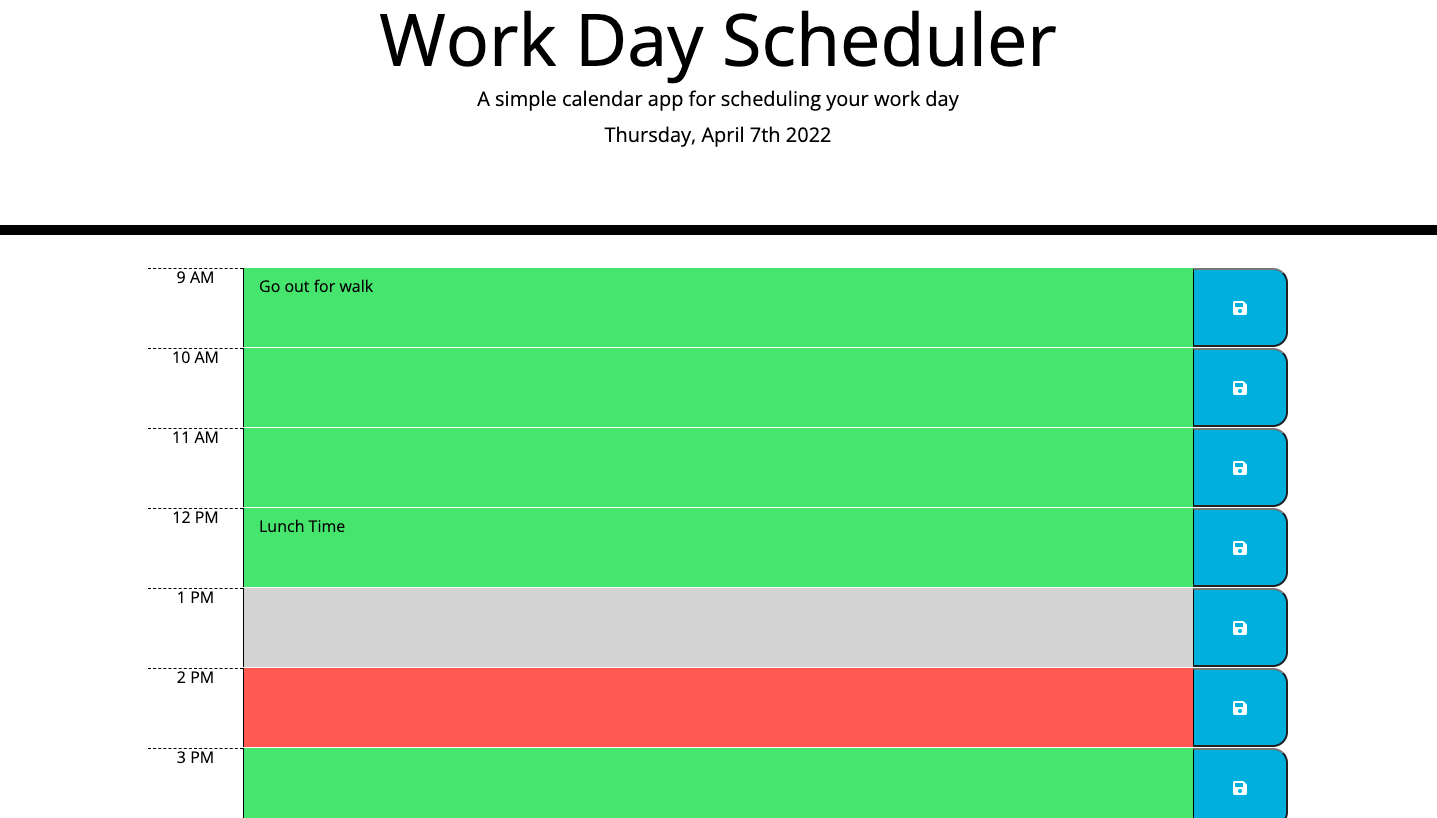 Work Day Scheduler
A simple calendar app for scheduling your work day
Thursday, April 7th 2022
9 AM
Go out for walk
10 AM
11 AM
12 PM
Lunch Time
1 PM
2 PM
3 PM